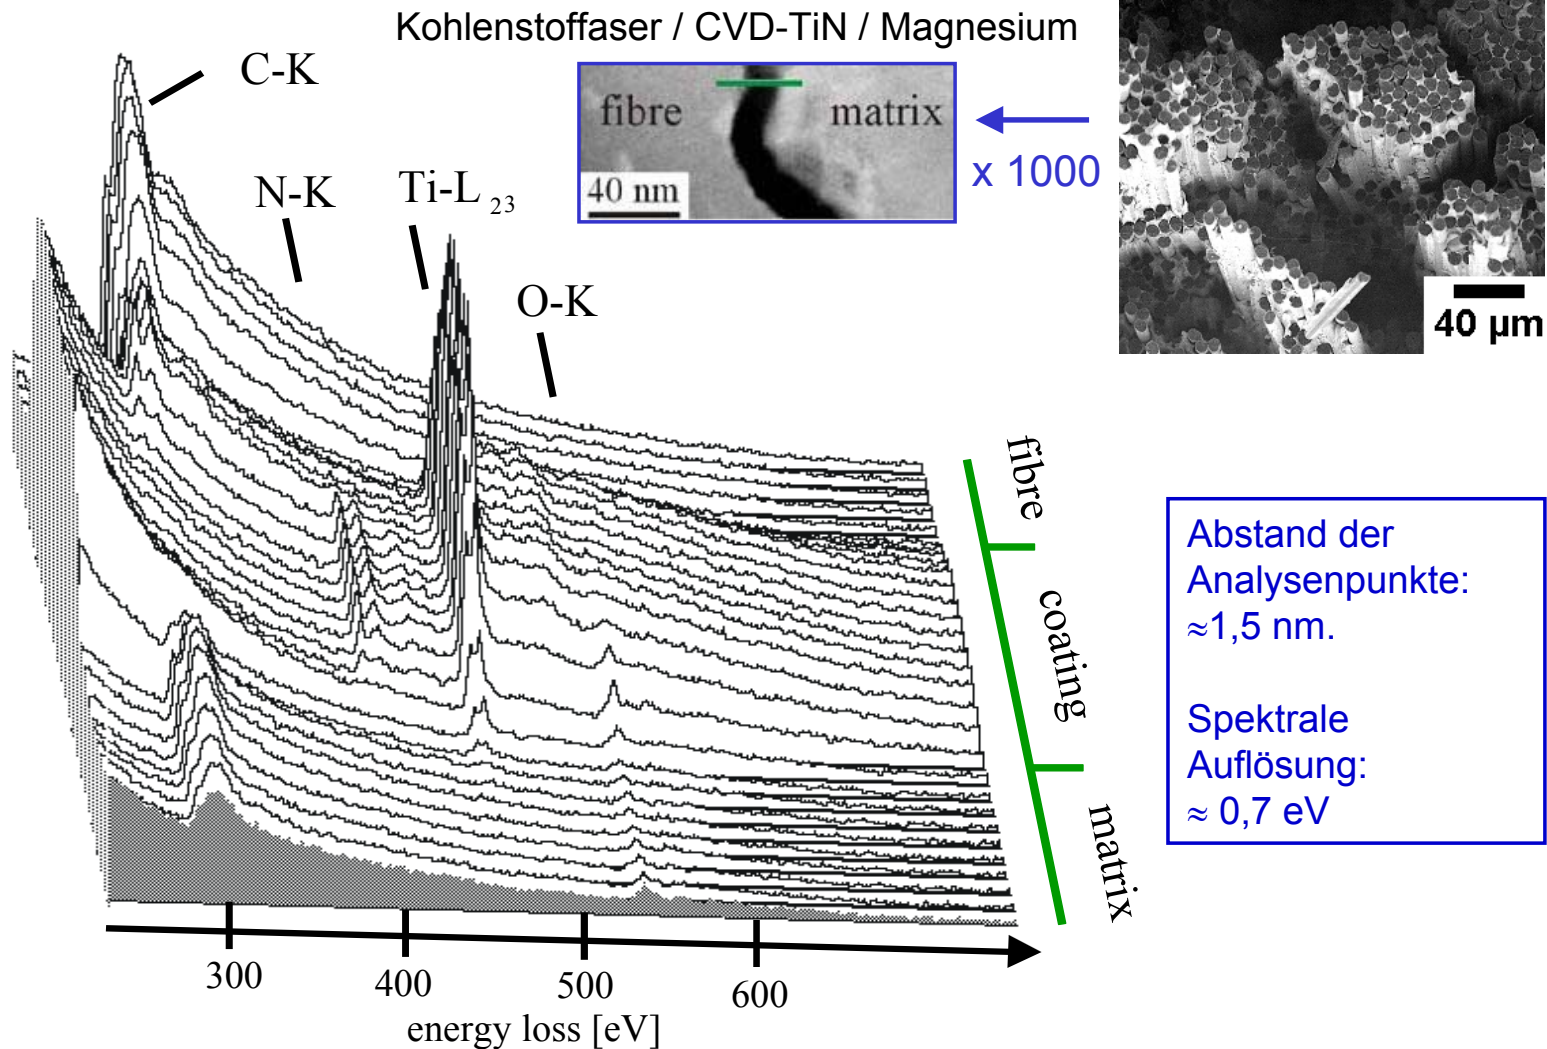 Kohlenstoffaser / CVD-TiN / Magnesium
C-K
N-K
Ti-L 23
O-K
fibre
matrix
40 nm
x 1000
40 µm
fibre
coating
matrix
Abstand der
Analysenpunkte:
≈1,5 nm.
Spektrale
Auflösung:
≈ 0,7 eV
300
400
500
600
energy loss [eV]